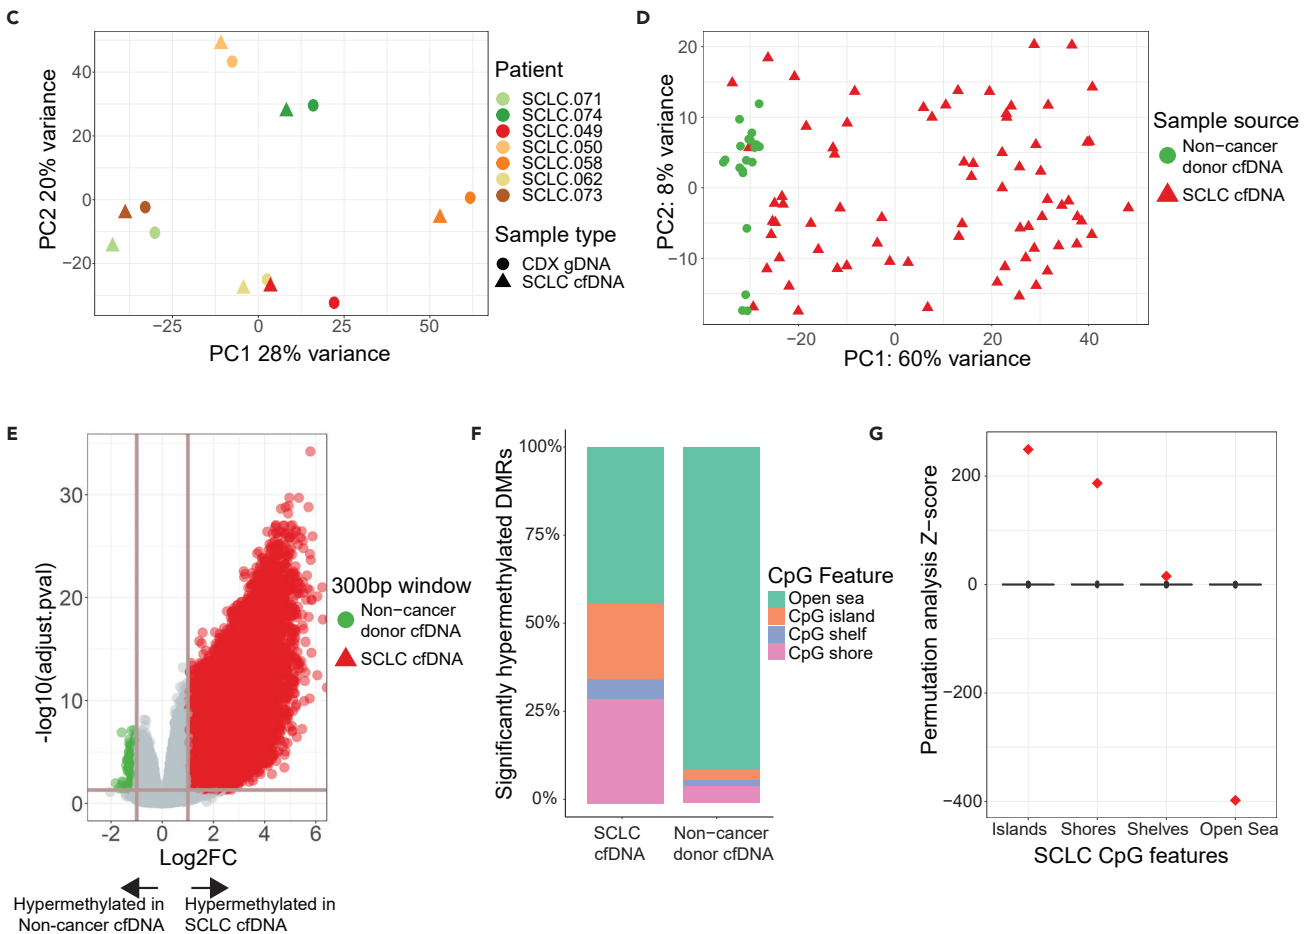 C
PC2 20% variance
40
20
0
−20
−25
0
25
50
PC1 28% variance
Patient
SCLC.071
SCLC.074
SCLC.049
SCLC.050
SCLC.058
SCLC.062
SCLC.073
Sample type
CDX gDNA
SCLC cfDNA
D
PC2: 8% variance
20
10
0
−10
−20
0
20
40
PC1: 60% variance
Sample source
Non−cancer
donor cfDNA
SCLC cfDNA
E
-log10(adjust.pval)
30
20
10
0
-2
0
2
4
6
Log2FC
Hypermethylated in
Non-cancer cfDNA
Hypermethylated in
SCLC cfDNA
300bp window
Non−cancer
donor cfDNA
SCLC cfDNA
F
Significantly hypermethylated DMRs
100%
75%
50%
25%
0%
SCLC
cfDNA
Non−cancer
donor cfDNA
CpG Feature
Open sea
CpG island
CpG shelf
CpG shore
G
Permutation analysis Z−score
200
0
−200
−400
Islands
Shores
Shelves
Open Sea
SCLC CpG features